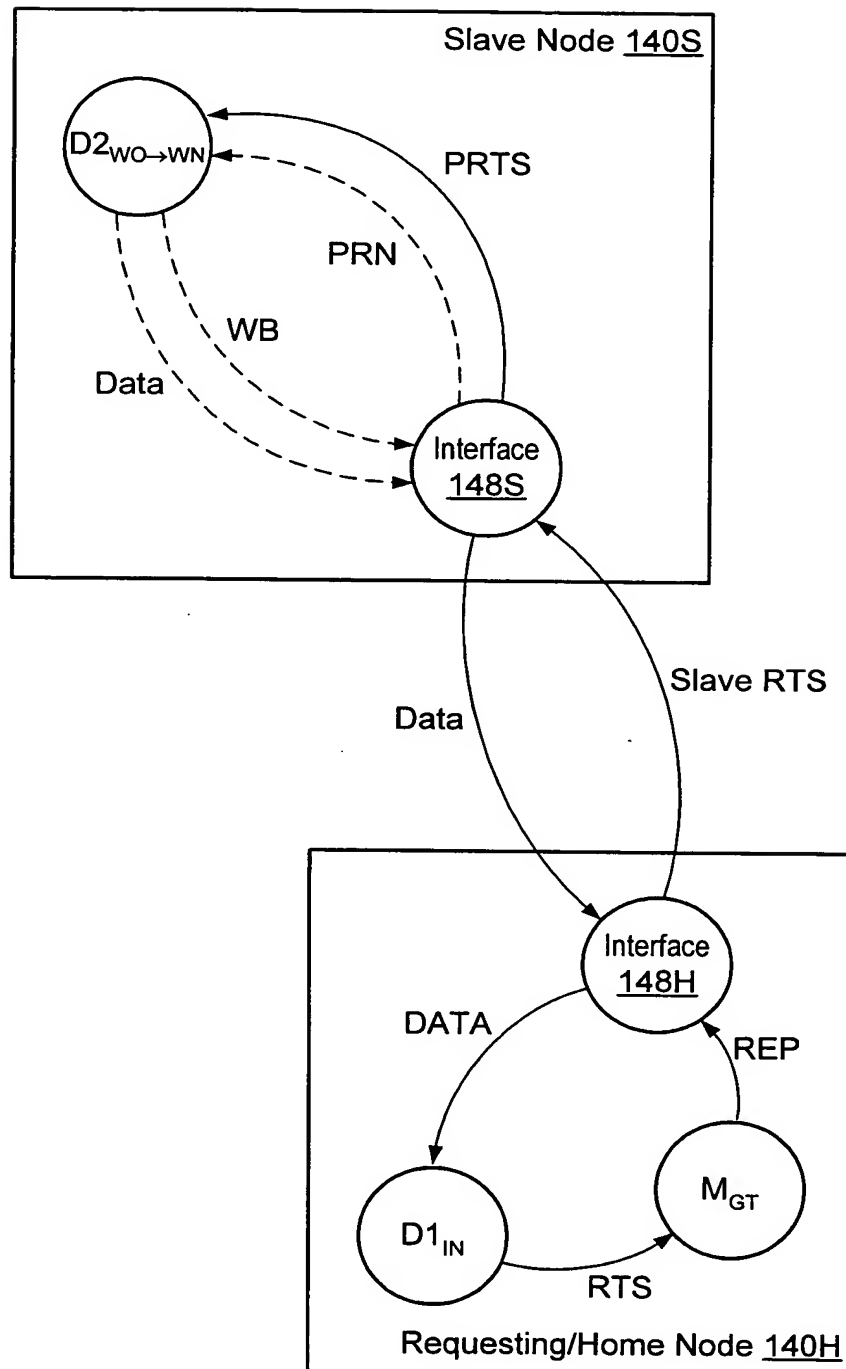 Slave Node 140S
D2WO→WN
PRTS
PRN
WB
Data
Interface
148S
Slave RTS
Data
Interface
148H
DATA
REP
MGT
D1IN
RTS
Requesting/Home Node 140H